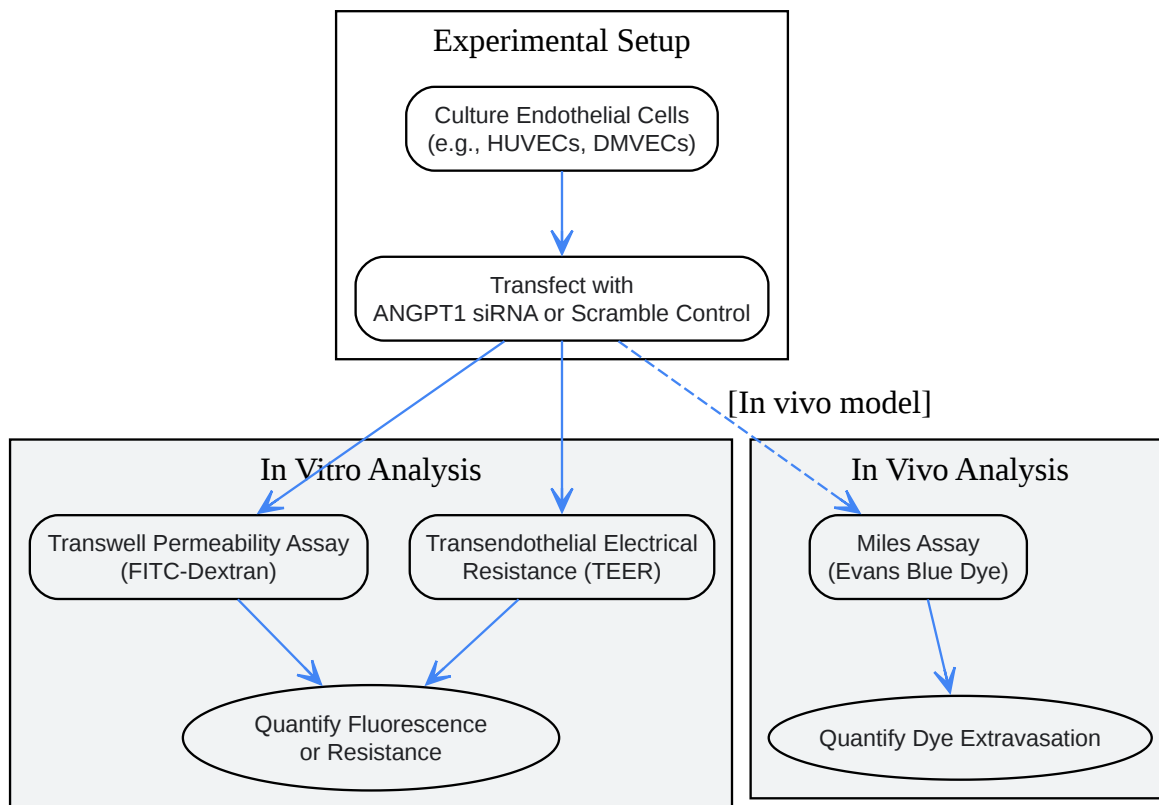 Experimental Setup
Culture Endothelial Cells
(e.g., HUVECs, DMVECs)
Transfect with
ANGPT1 siRNA or Scramble Control
[In vivo model]
In Vitro Analysis
Transwell Permeability Assay
(FITC-Dextran)
Transendothelial Electrical
Resistance (TEER)
Quantify Fluorescence
or Resistance
In Vivo Analysis
Miles Assay
(Evans Blue Dye)
Quantify Dye Extravasation